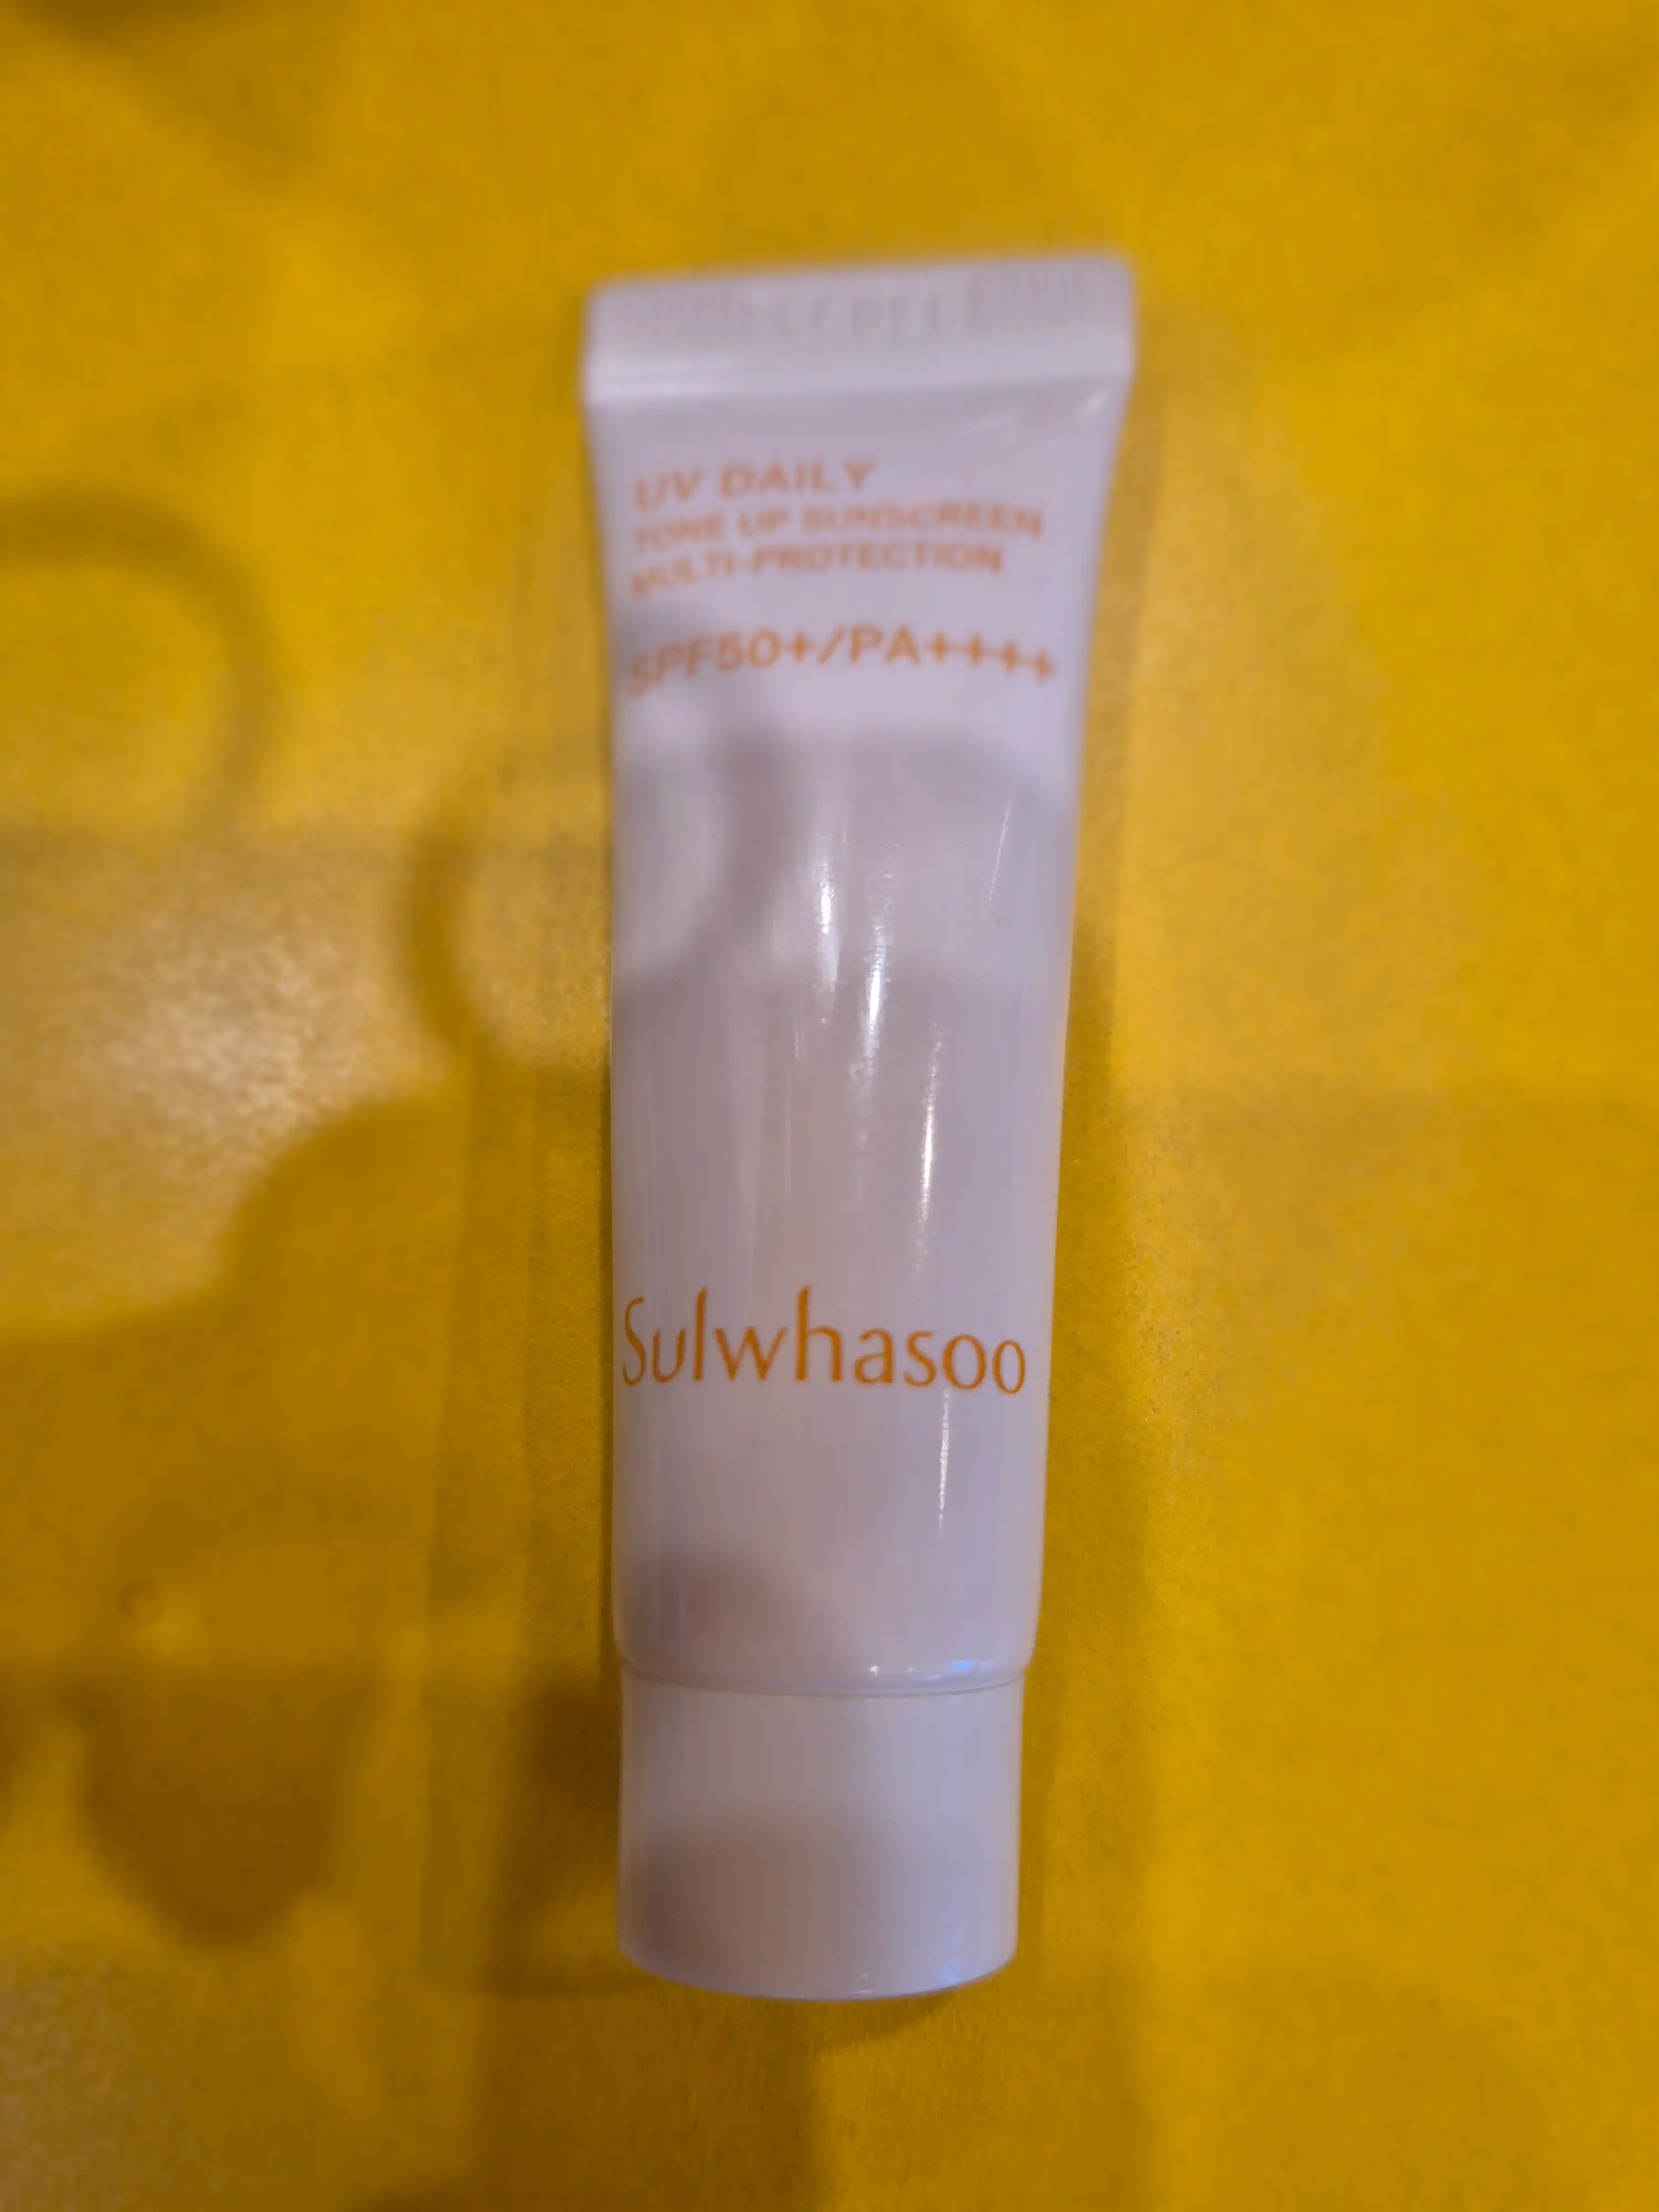 UV DAILY
TONE UP SUNSCREEN
MULTI-PROTECTION
SPF50+/PA++++
Sulwhasoo